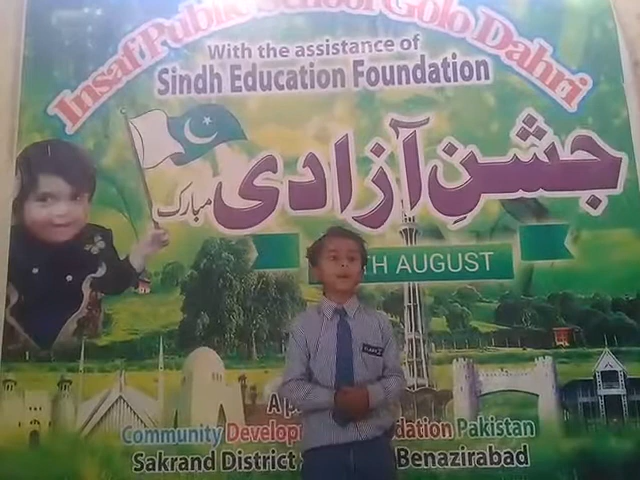 Insaf Public School Golo Dahri
With the assistance of
Sindh Education Foundation.
جشنِ آزادی
مبارک
TH AUGUST
A p
Community Develop dation Pakistan
Sakrand District Benazirabad